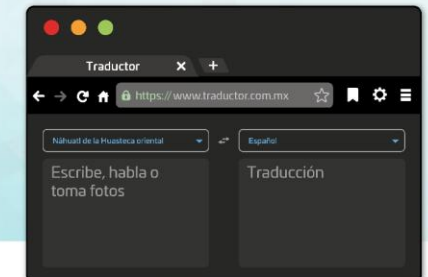 Traductor
https://www.traductor.com.mx
Náhuatl de la Huasteca oriental
Español
Escribe, habla o
toma fotos
Traducción